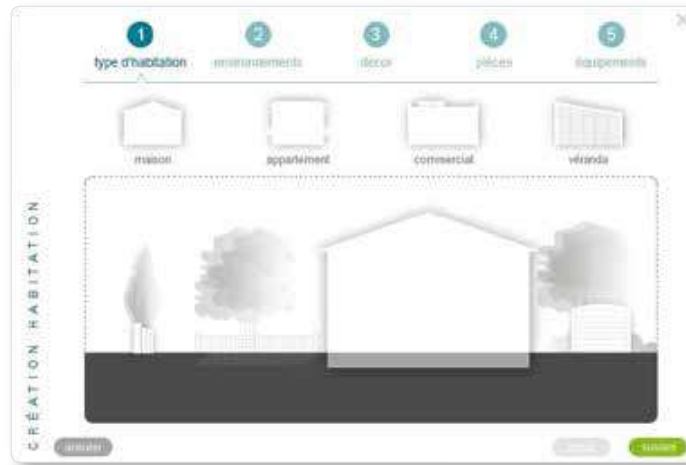 1 2 3 4 5
type d'habitation environnements décor pièces équipements
maison appartement commercial véranda
CRÉATION HABITATION
annuler suivant